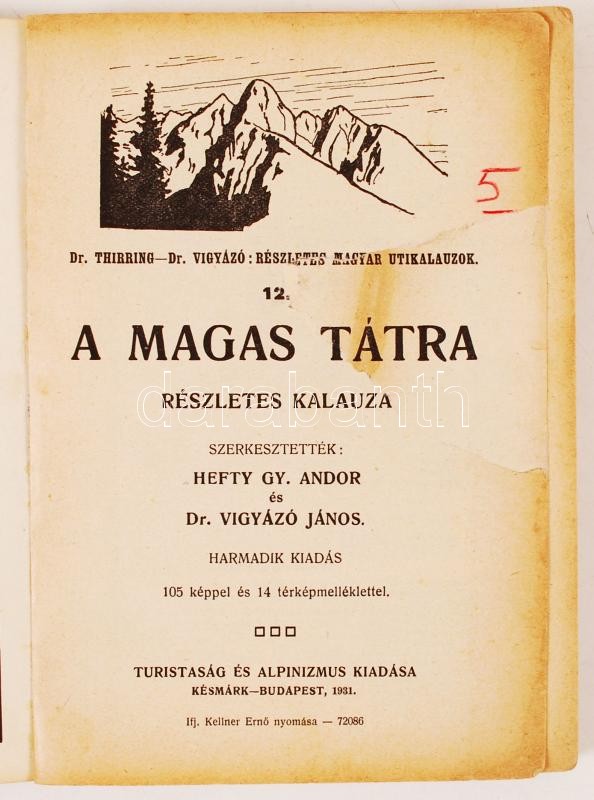 5
Dr. THIRRING—Dr. VIGYÁZÓ: RÉSZLETES MAGYAR UTIKALAUZOK.
12.
A MAGAS TÁTRA
darabanth
RÉSZLETES KALAUZA
SZERKESZTETTÉK:
HEFTY GY. ANDOR
és
Dr. VIGYÁZÓ JÁNOS.
HARMADIK KIADÁS
105 képpel és 14 térképmelléklettel.
TURISTASÁG ÉS ALPINIZMUS KIADÁSA
KÉSMÁRK—BUDAPEST, 1931.
Ifj. Kellner Ernő nyomása — 72086